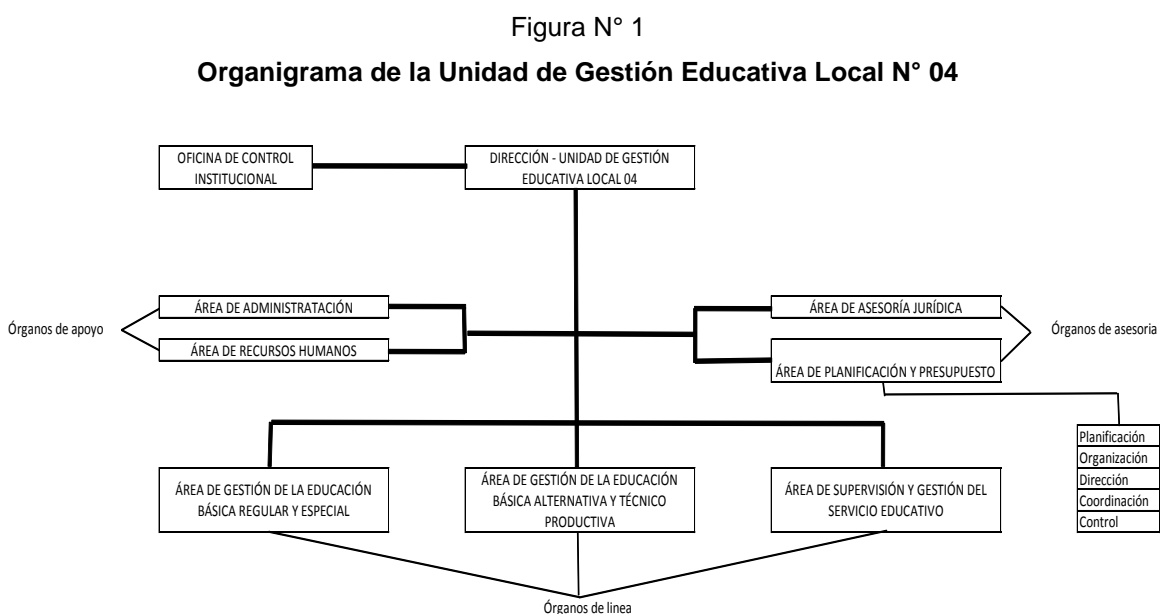 Figura N° 1
Organigrama de la Unidad de Gestión Educativa Local N° 04
OFICINA DE CONTROL
INSTITUCIONAL
DIRECCIÓN - UNIDAD DE GESTIÓN
EDUCATIVA LOCAL 04
ÁREA DE ADMINISTRATACIÓN
ÁREA DE ASESORÍA JURÍDICA
Órganos de apoyo
Órganos de asesoria
ÁREA DE RECURSOS HUMANOS
ÁREA DE PLANIFICACIÓN Y PRESUPUESTO
Planificación
Organización
Dirección
Coordinación
Control
ÁREA DE GESTIÓN DE LA EDUCACIÓN
BÁSICA REGULAR Y ESPECIAL
ÁREA DE GESTIÓN DE LA EDUCACIÓN
BÁSICA ALTERNATIVA Y TÉCNICO
PRODUCTIVA
ÁREA DE SUPERVISIÓN Y GESTIÓN DEL
SERVICIO EDUCATIVO
Órganos de linea